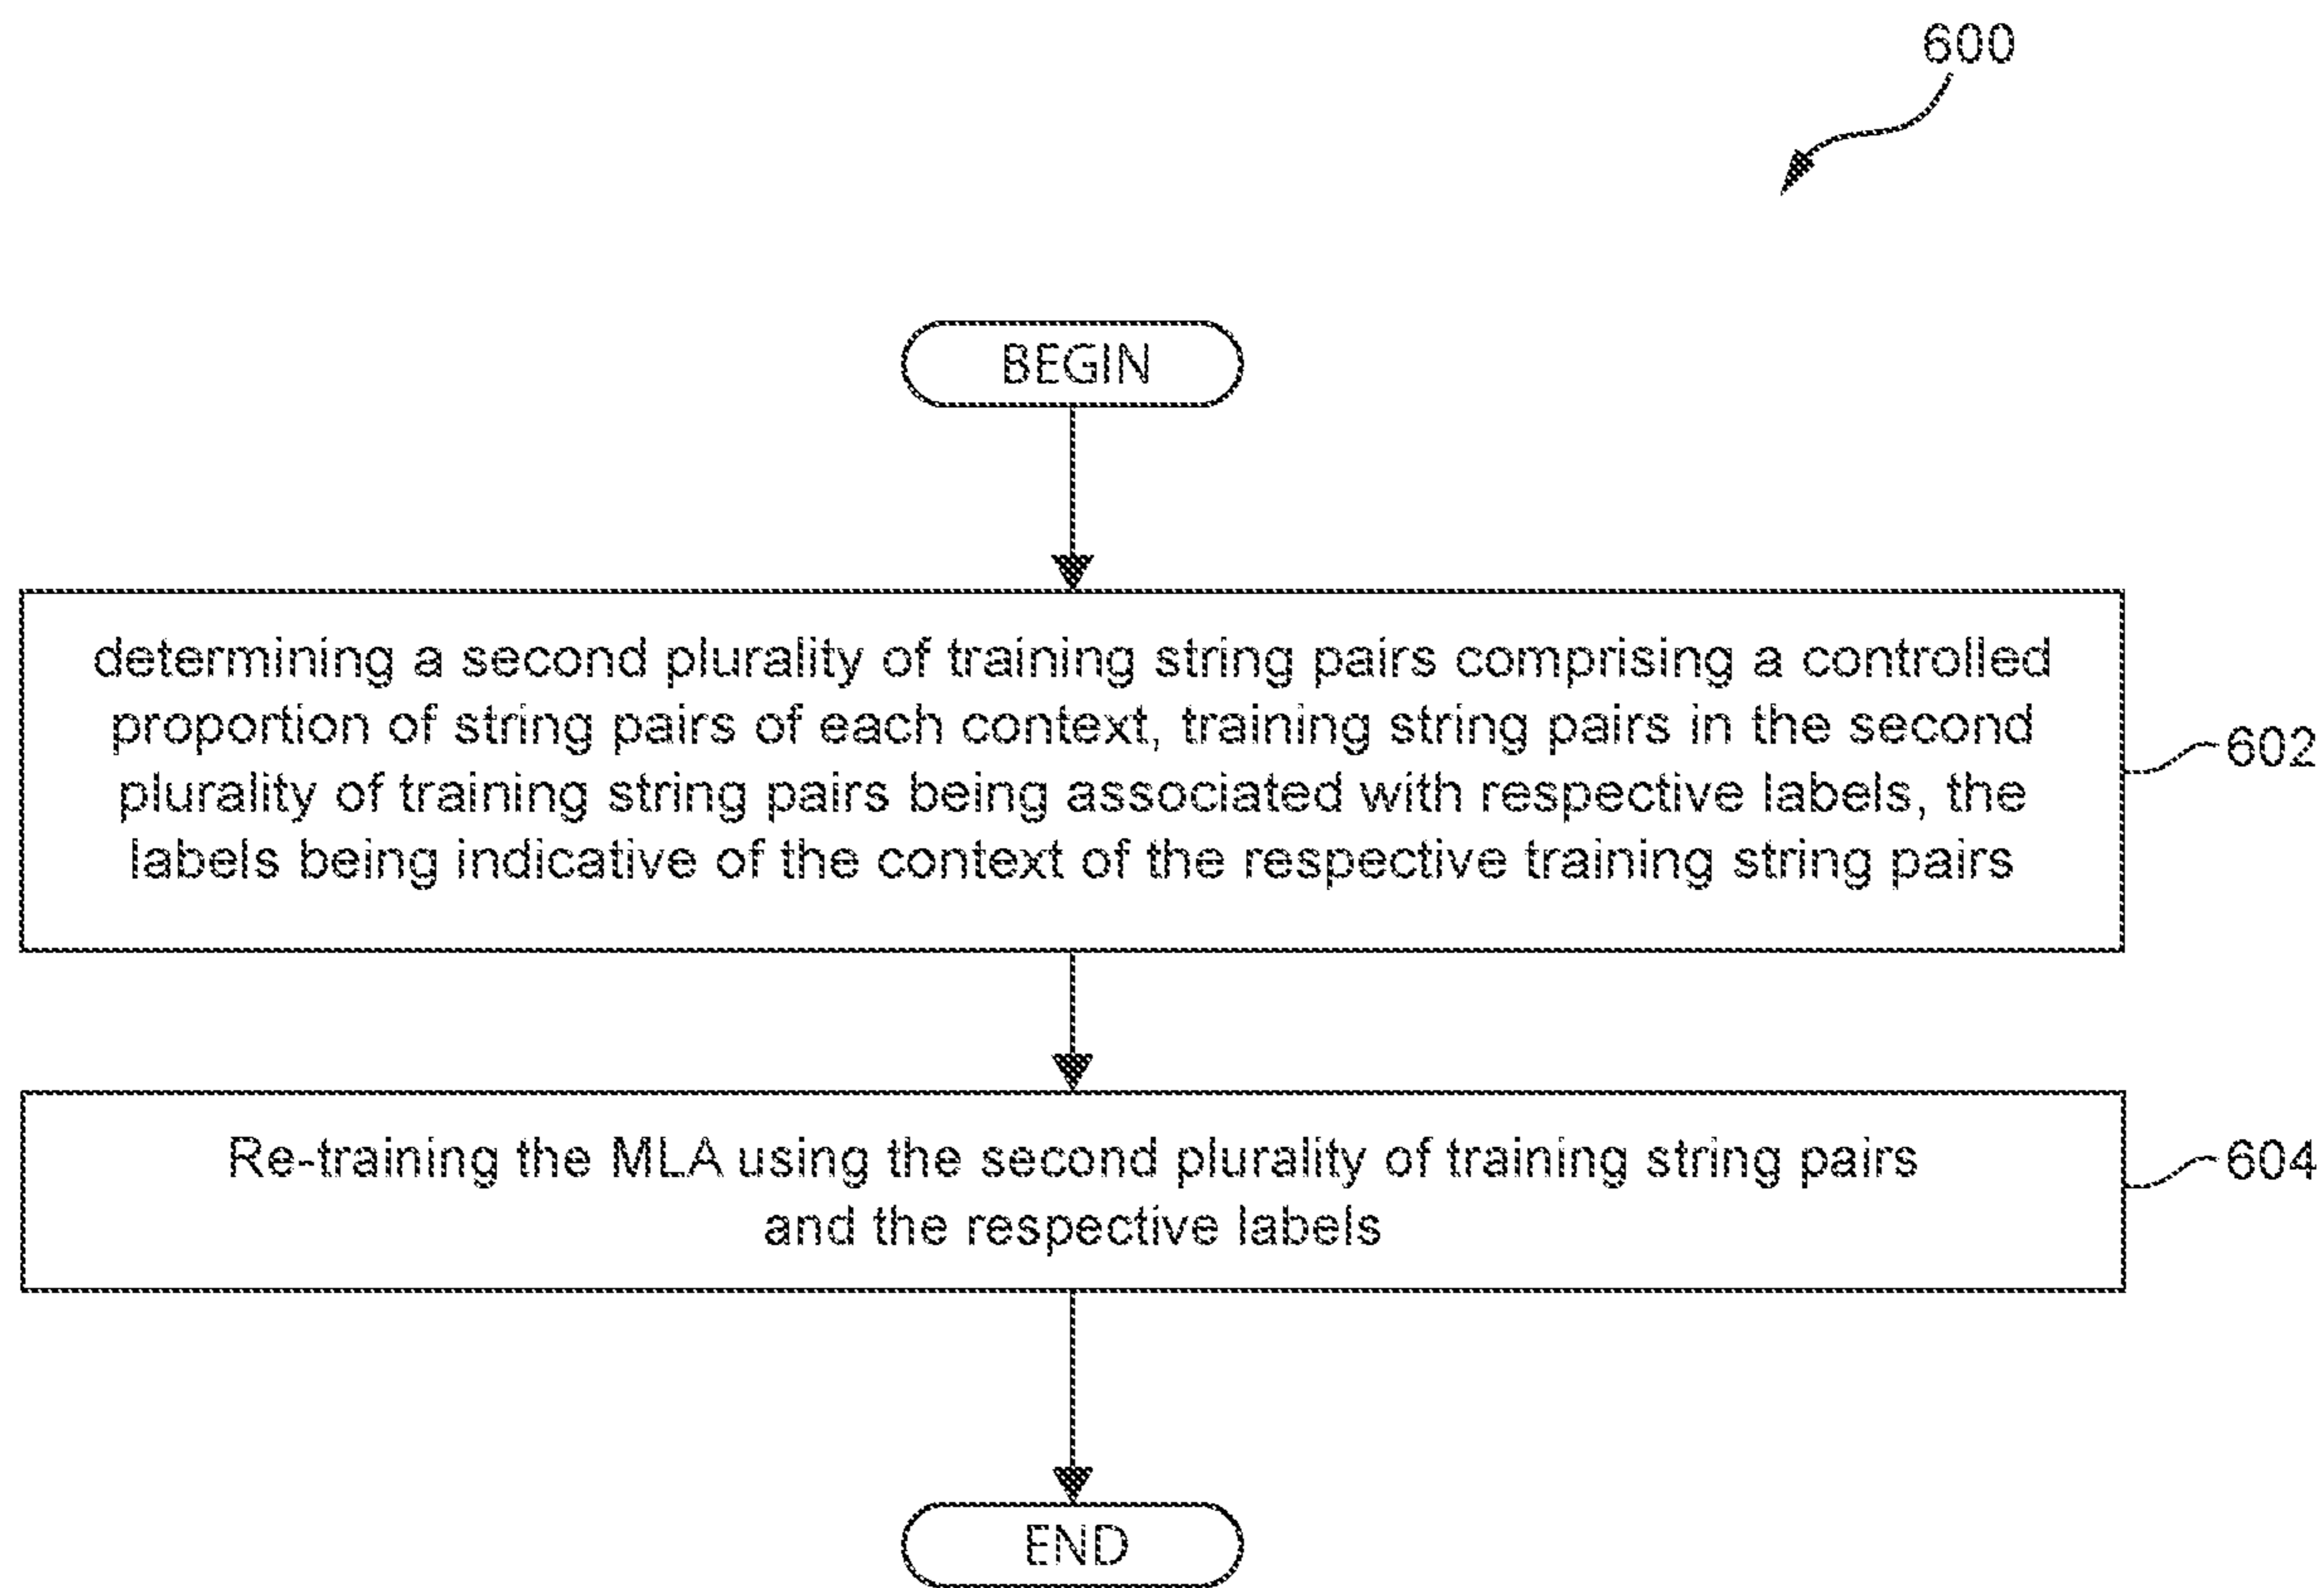 600
BEGIN
determining a second plurality of training string pairs comprising a controlled
proportion of string pairs of each context, training string pairs in the second
plurality of training string pairs being associated with respective labels, the
labels being indicative of the context of the respective training string pairs
602
Re-training the MLA using the second plurality of training string pairs
and the respective labels
604
END